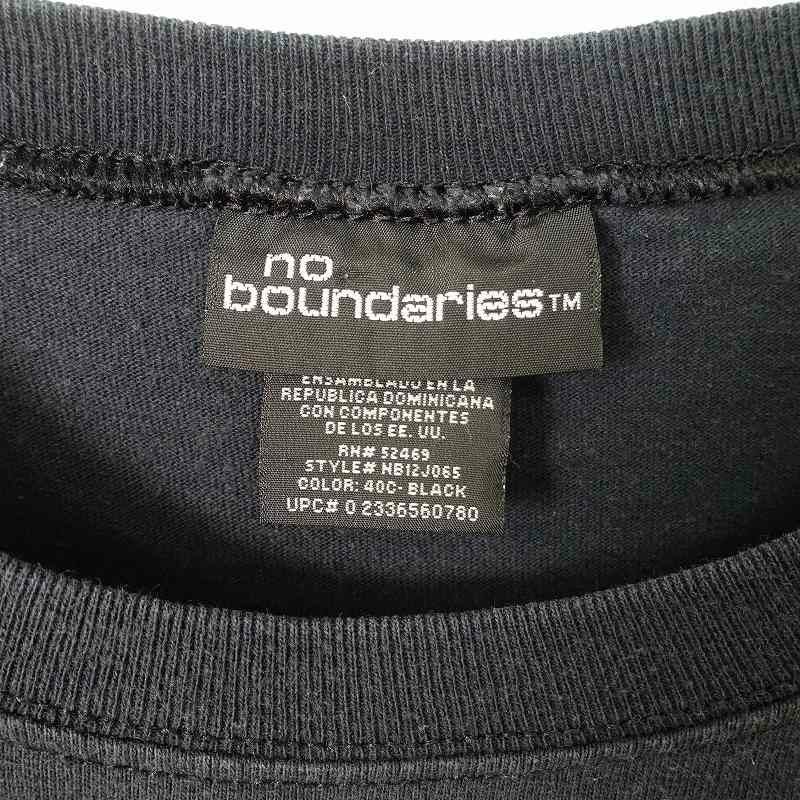 no
boundaries™
ENSAMBLADO EN LA
REPUBLICA DOMINICANA
CON COMPONENTES
DE LOS EE. UU.
RN# 52469
STYLE# NB12J065
COLOR: 40C- BLACK
UPC# 0 2336560780